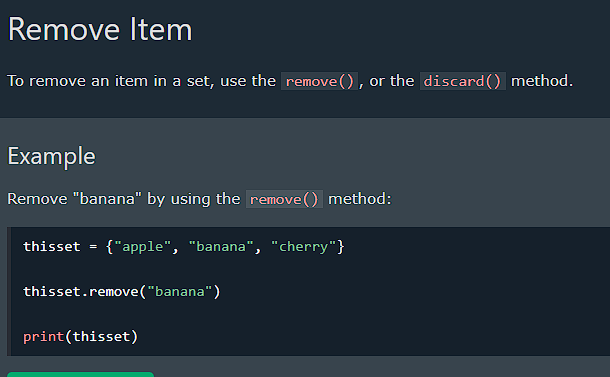 Remove Item
To remove an item in a set, use the remove(), or the discard() method.
Example
Remove "banana" by using the remove() method:
thisset = {"apple", "banana", "cherry"}
thisset.remove("banana")
print(thisset)